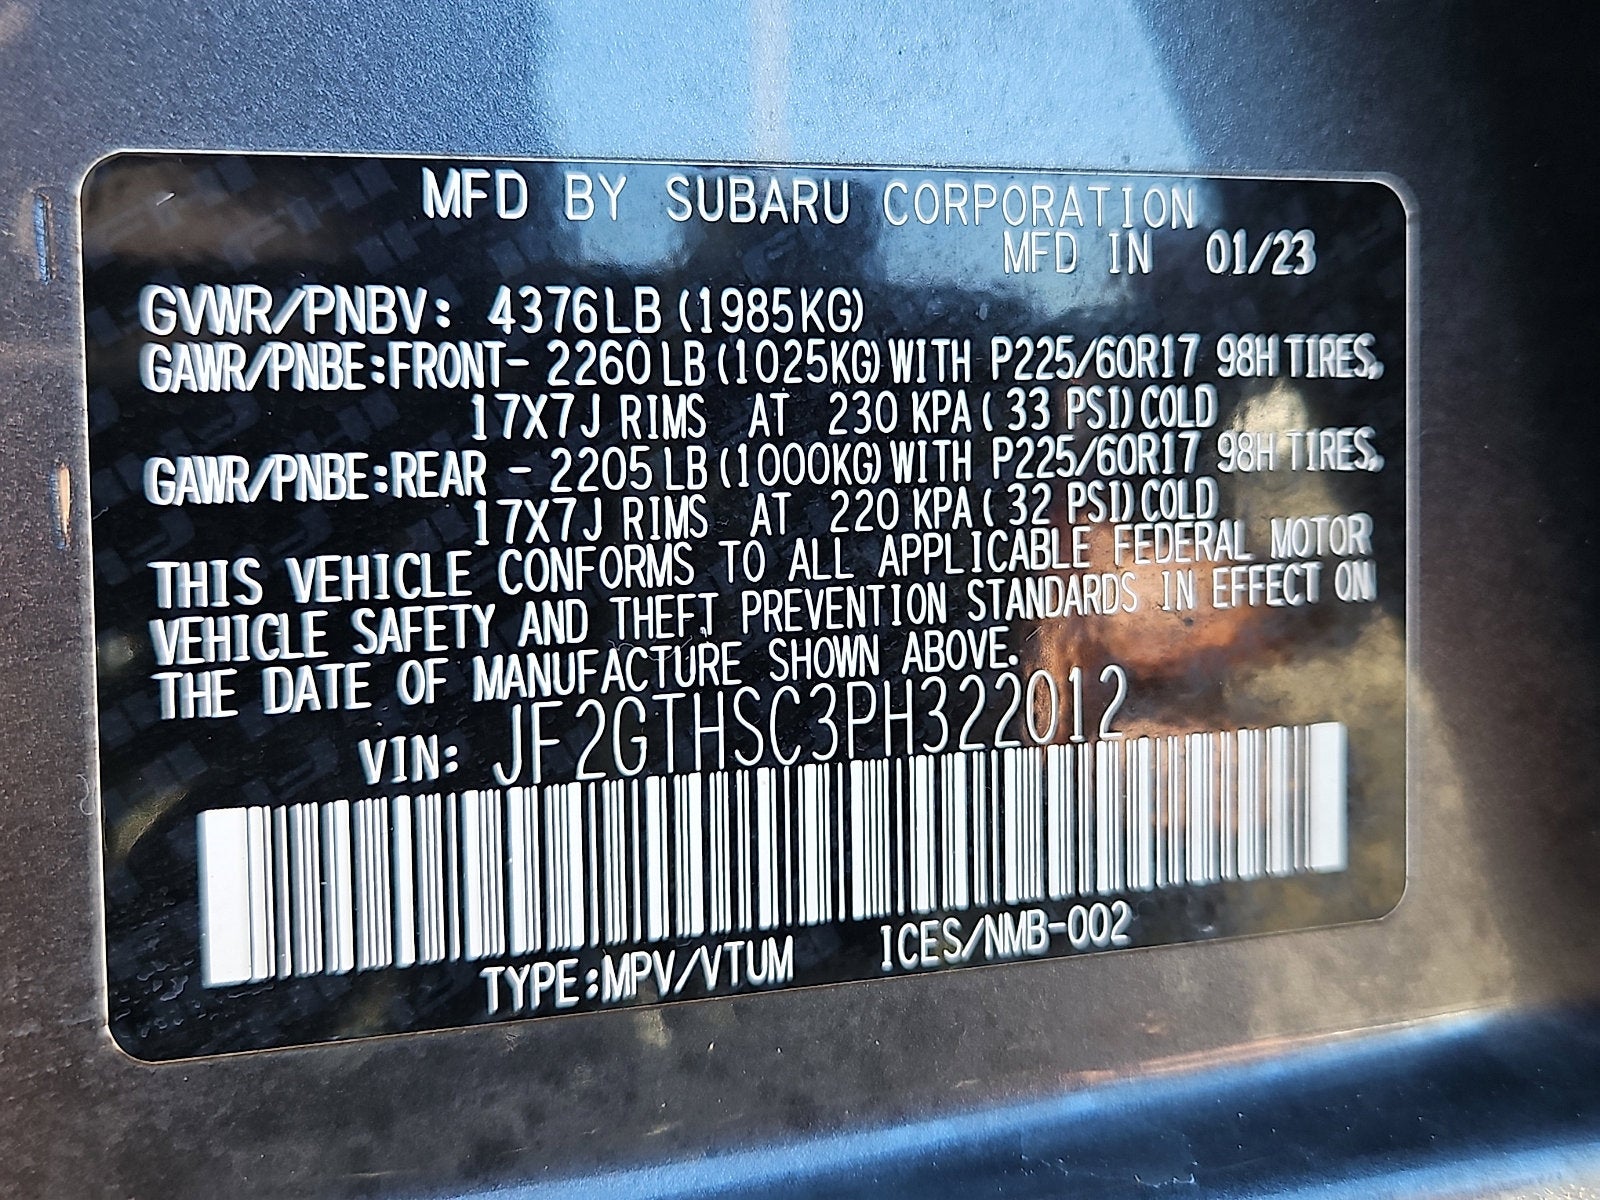 MFD BY SUBARU CORPORATION
MFD IN 01/23
GVWR/PNBV: 4376LB (1985KG)
GAWR/PNBE:FRONT- 2260LB (1025KG) WITH P225/60R17 98H TIRES,
17X7J RIMS AT 230 KPA ( 33 PSI) COLD
GAWR/PNBE:REAR - 2205LB (1000KG) WITH P225/60R17 98H TIRES,
17X7J RIMS AT 220 KPA ( 32 PSI) COLD
THIS VEHICLE CONFORMS TO ALL APPLICABLE FEDERAL MOTOR
VEHICLE SAFETY AND THEFT PREVENTION STANDARDS IN EFFECT ON
THE DATE OF MANUFACTURE SHOWN ABOVE.
VIN: JF2GTHSC3PH322012
TYPE:MPV/VTUM ICES/NMB-002